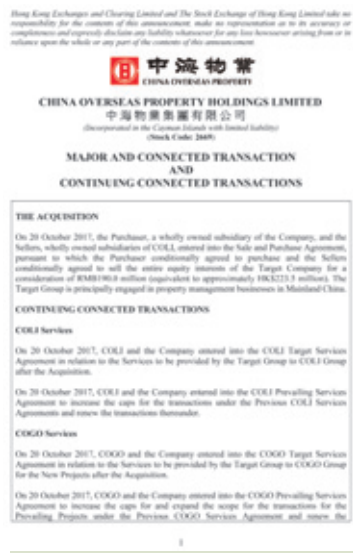 Hong Kong Exchanges and Clearing Limited and The Stock Exchange of Hong Kong Limited take no
responsibility for the contents of this announcement, make no representation as to its accuracy or
completeness and expressly disclaim any liability whatsoever for any loss howsoever arising from or in
reliance upon the whole or any part of the contents of this announcement.
中海物業
CHINA OVERSEAS PROPERTY
CHINA OVERSEAS PROPERTY HOLDINGS LIMITED
中海物業集團有限公司
(Incorporated in the Cayman Islands with limited liability)
(Stock Code: 2669)
MAJOR AND CONNECTED TRANSACTION
AND
CONTINUING CONNECTED TRANSACTIONS
THE ACQUISITION
On 20 October 2017, the Purchaser, a wholly owned subsidiary of the Company, and the
Sellers, wholly owned subsidiaries of COLI, entered into the Sale and Purchase Agreement,
pursuant to which the Purchaser conditionally agreed to purchase and the Sellers
conditionally agreed to sell the entire equity interests of the Target Company for a
consideration of RMB190.0 million (equivalent to approximately HK$223.5 million). The
Target Group is principally engaged in property management businesses in Mainland China.
CONTINUING CONNECTED TRANSACTIONS
COLI Services
On 20 October 2017, COLI and the Company entered into the COLI Target Services
Agreement in relation to the Services to be provided by the Target Group to COLI Group
after the Acquisition.
On 20 October 2017, COLI and the Company entered into the COLI Prevailing Services
Agreement to increase the caps for the transactions under the Previous COLI Services
Agreements and renew the transactions thereunder.
COGO Services
On 20 October 2017, COGO and the Company entered into the COGO Target Services
Agreement in relation to the Services to be provided by the Target Group to COGO Group
for the New Projects after the Acquisition.
On 20 October 2017, COGO and the Company entered into the COGO Prevailing Services
Agreement to increase the caps for and expand the scope for the transactions for the
Prevailing Projects under the Previous COGO Services Agreement and renew the
1